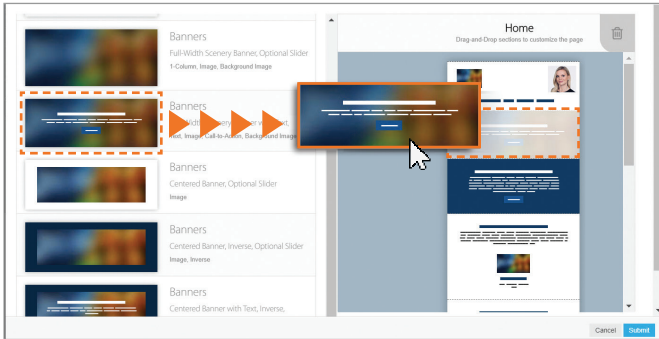 Banners
Full-Width Scenery Banner, Optional Slider
1-Column, Image, Background Image
Banners
Text, Image, Call-to-Action, Background Image
Banners
Centered Banner, Optional Slider
Image
Banners
Centered Banner, Inverse, Optional Slider
Image, Inverse
Banners
Centered Banner with Text, Inverse,
Home
Drag-and-Drop sections to customize the page
Cancel
Submit